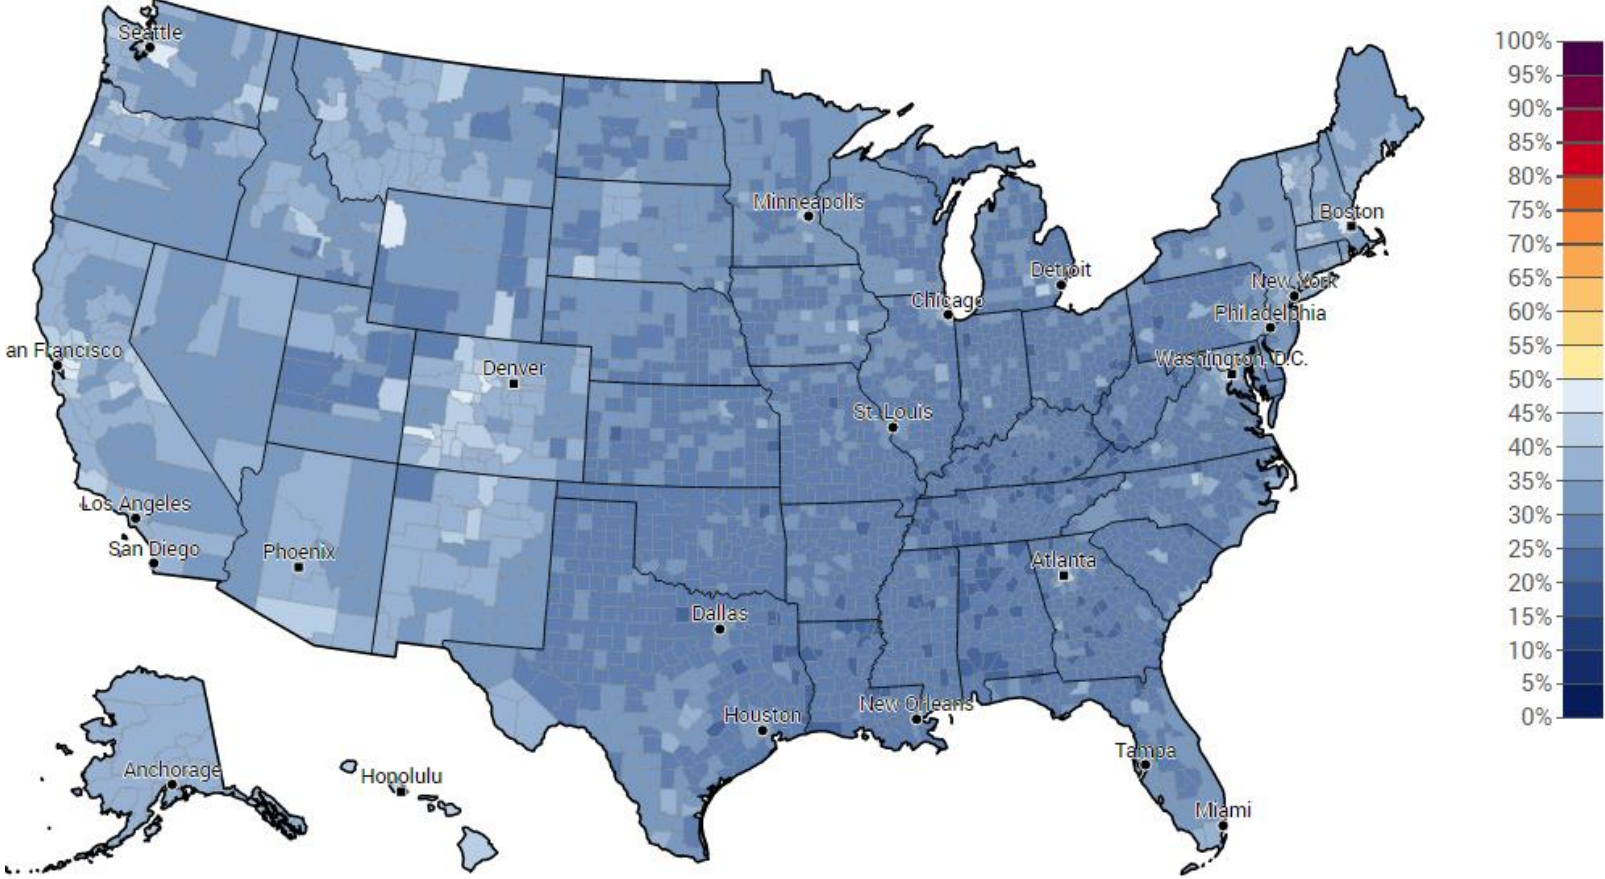 Seattle
Minneapolis
Boston
Detroit
New York
Chicago
Philadelphia
an Francisco
Washington, D.C.
Denver
St. Louis
Los Angeles
San Diego
Phoenix
Atlanta
Dallas
New Orleans
Houston
Tampa
Anchorage
Honolulu
Miami
100%
95%
90%
85%
80%
75%
70%
65%
60%
55%
50%
45%
40%
35%
30%
25%
20%
15%
10%
5%
0%